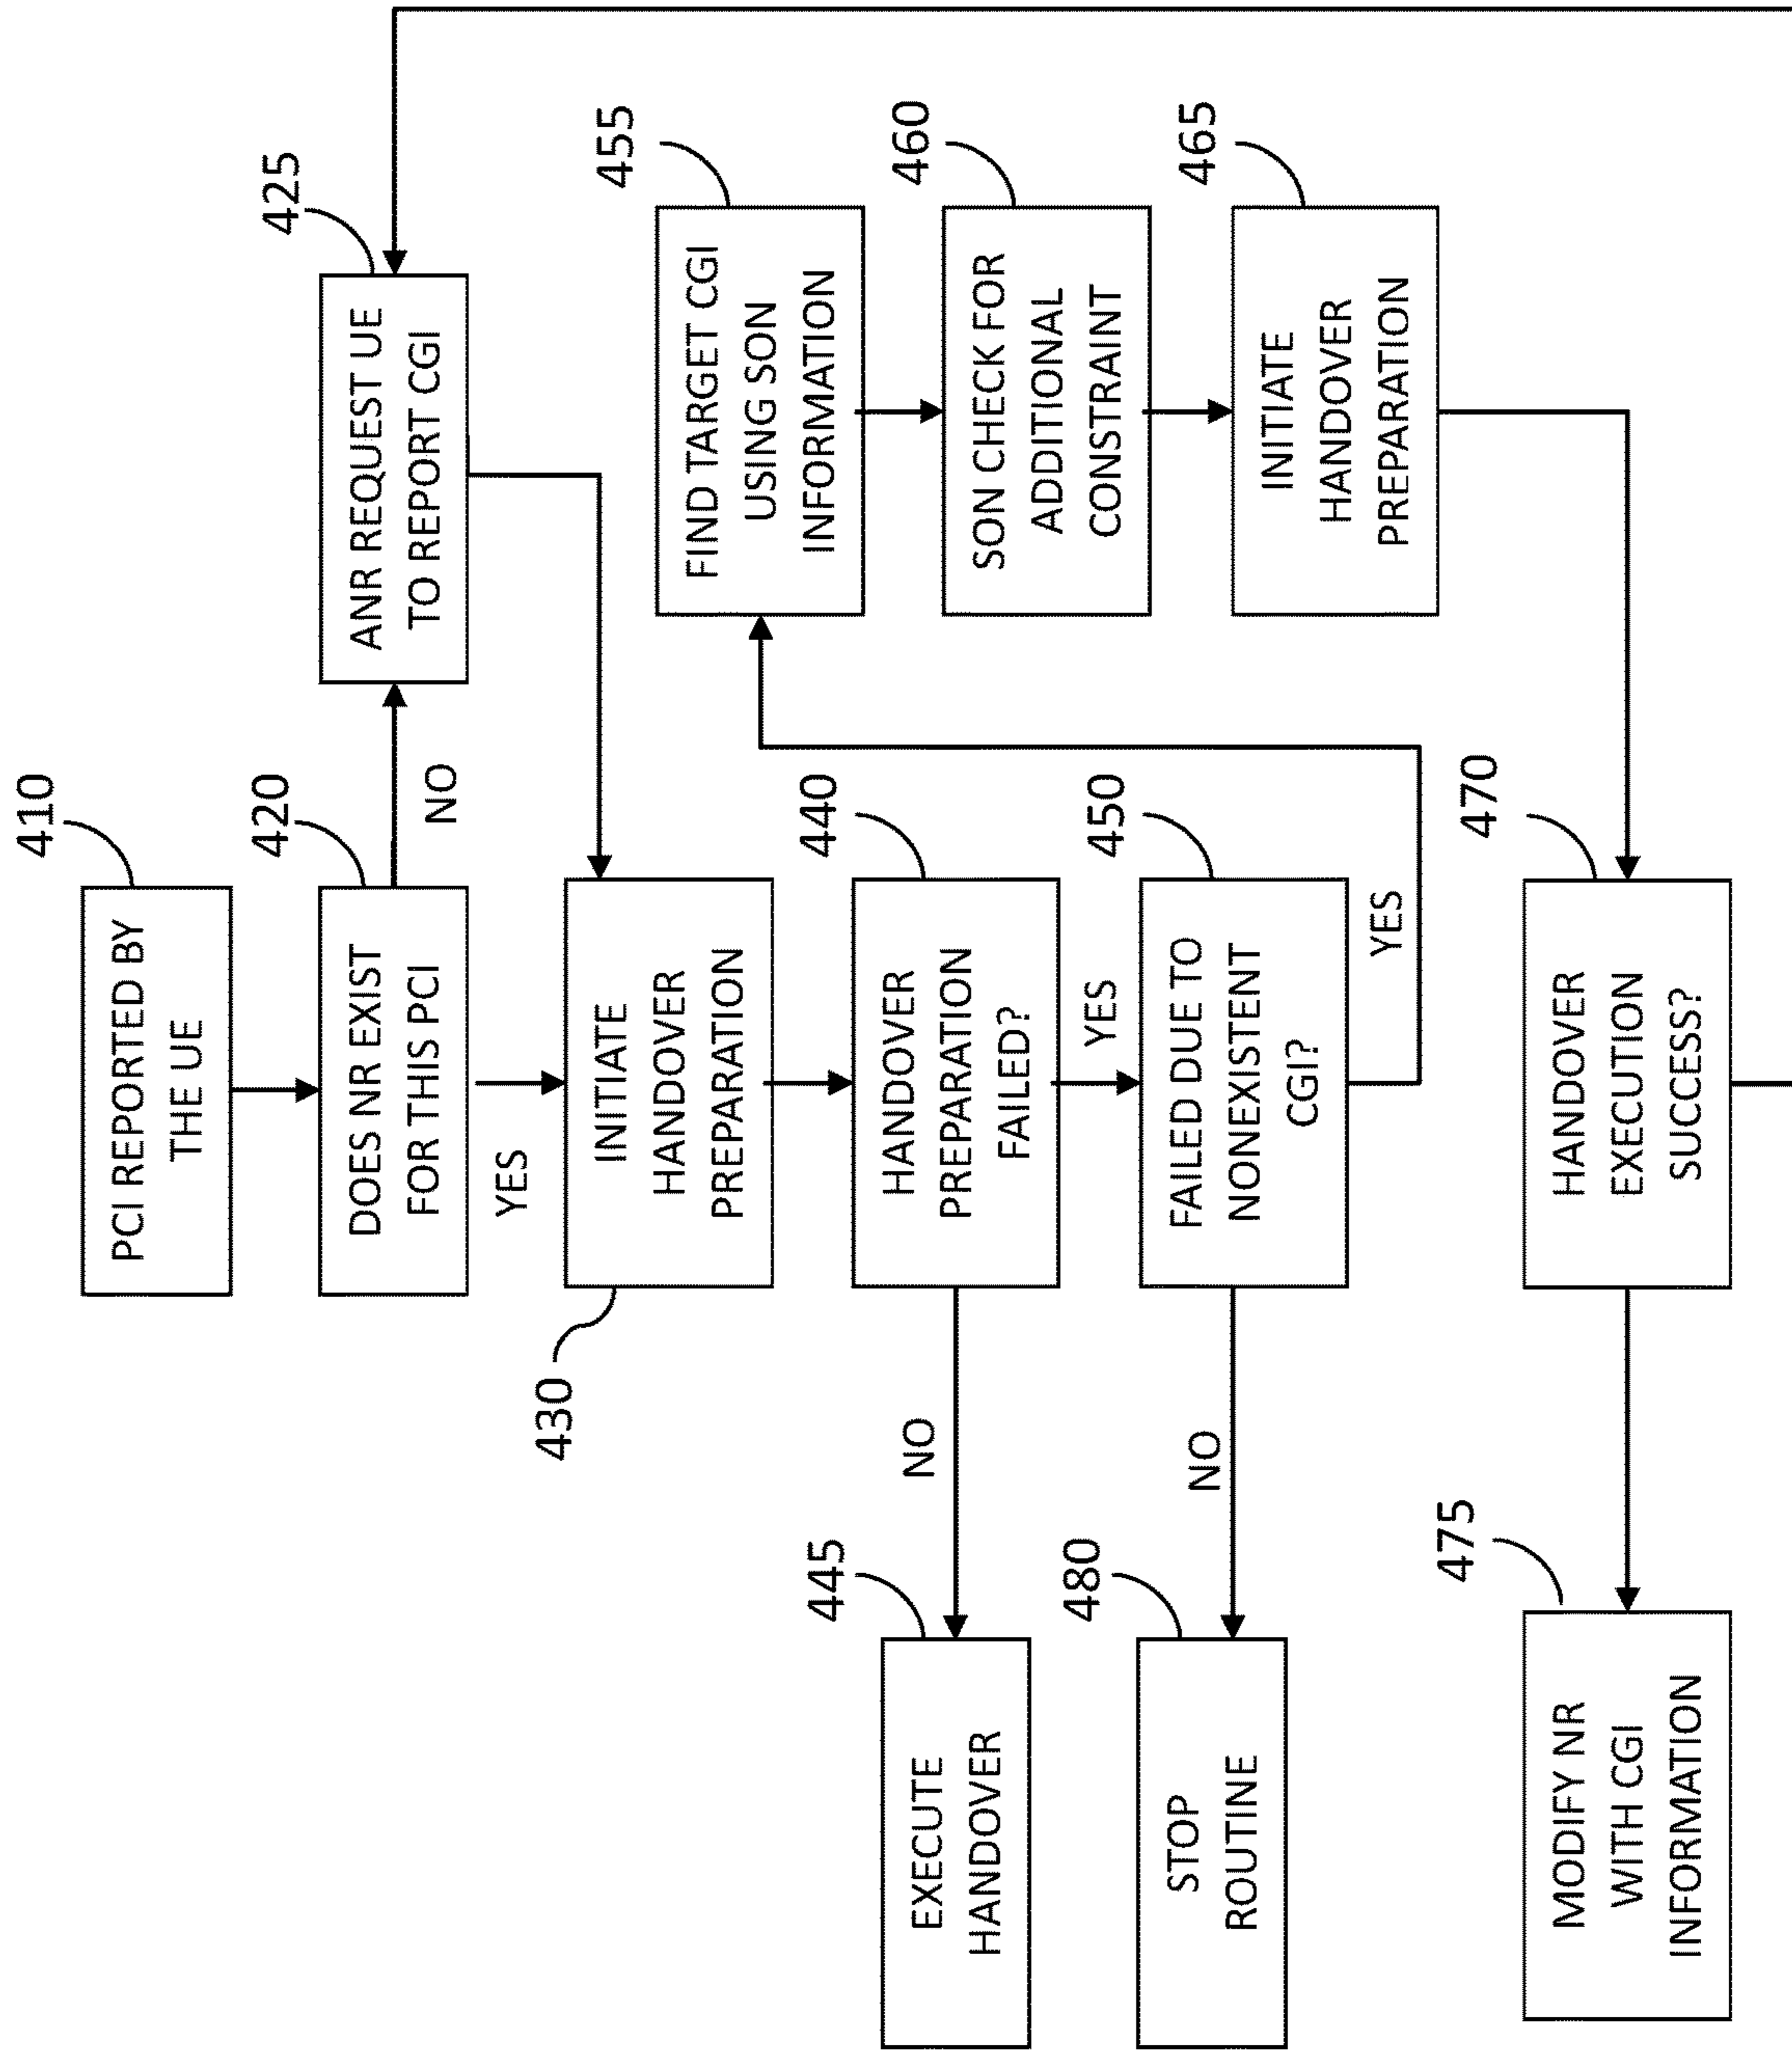 410
PCI REPORTED BY
THE UE
420
DOES NR EXIST
FOR THIS PCI
NO
425
ANR REQUEST UE
TO REPORT CGI
YES
430
INITIATE
HANDOVER
PREPARATION
440
HANDOVER
PREPARATION
FAILED?
NO
445
EXECUTE
HANDOVER
YES
450
FAILED DUE TO
NONEXISTENT
CGI?
NO
480
STOP
ROUTINE
YES
455
FIND TARGET CGI
USING SON
INFORMATION
460
SON CHECK FOR
ADDITIONAL
CONSTRAINT
465
INITIATE
HANDOVER
PREPARATION
470
HANDOVER
EXECUTION
SUCCESS?
475
MODIFY NR
WITH CGI
INFORMATION